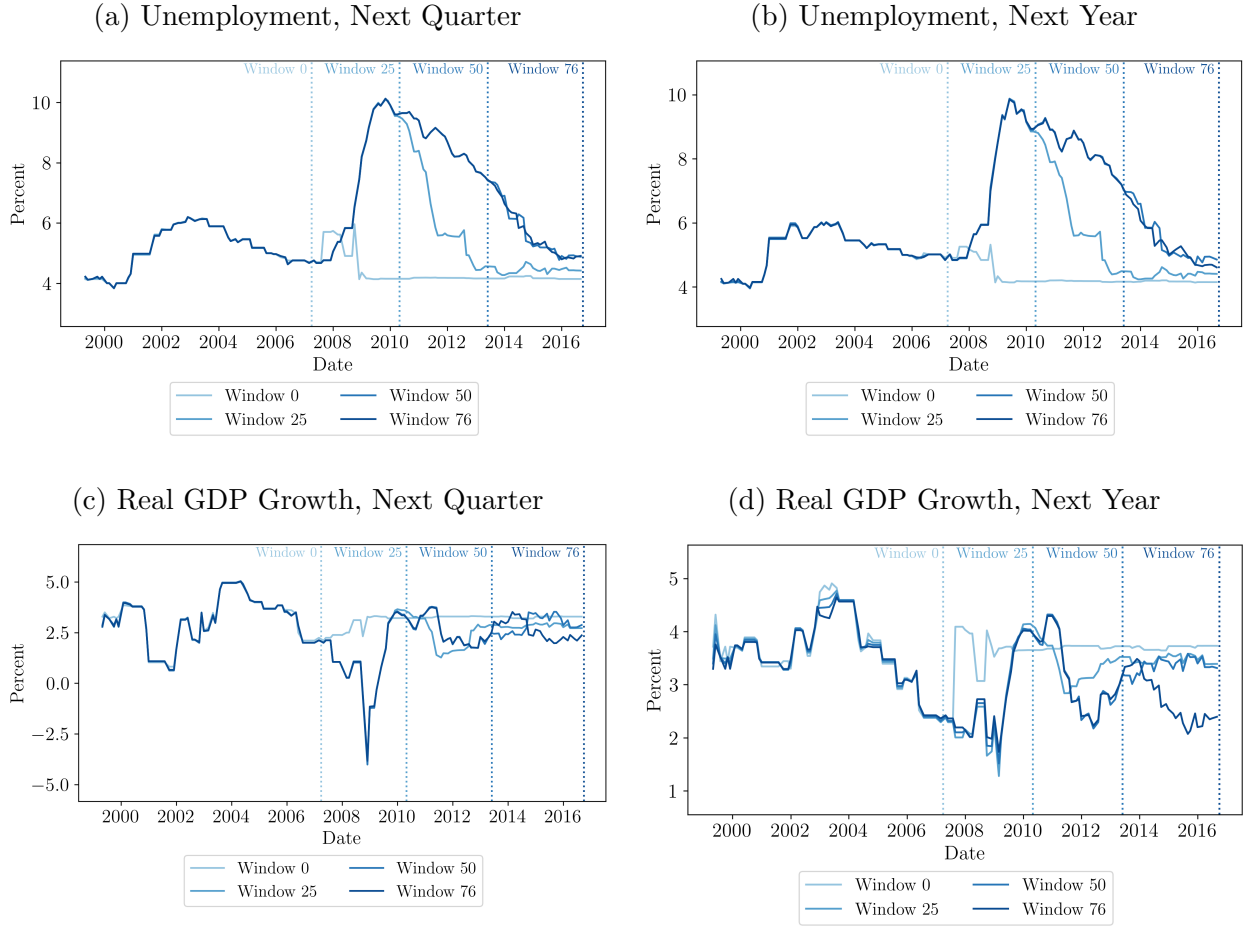 (a) Unemployment, Next Quarter
Window 0 Window 25 Window 50 Window 76
10
8
6
4
Percent
2000 2002 2004 2006 2008 2010 2012 2014 2016
Date
Window 0 Window 50
Window 25 Window 76
(b) Unemployment, Next Year
Window 0 Window 25 Window 50 Window 76
10
8
6
4
Percent
2000 2002 2004 2006 2008 2010 2012 2014 2016
Date
Window 0 Window 50
Window 25 Window 76
(c) Real GDP Growth, Next Quarter
Window 0 Window 25 Window 50 Window 76
5.0
2.5
0.0
−2.5
−5.0
Percent
2000 2002 2004 2006 2008 2010 2012 2014 2016
Date
Window 0 Window 50
Window 25 Window 76
(d) Real GDP Growth, Next Year
Window 0 Window 25 Window 50 Window 76
5
4
3
2
1
Percent
2000 2002 2004 2006 2008 2010 2012 2014 2016
Date
Window 0 Window 50
Window 25 Window 76